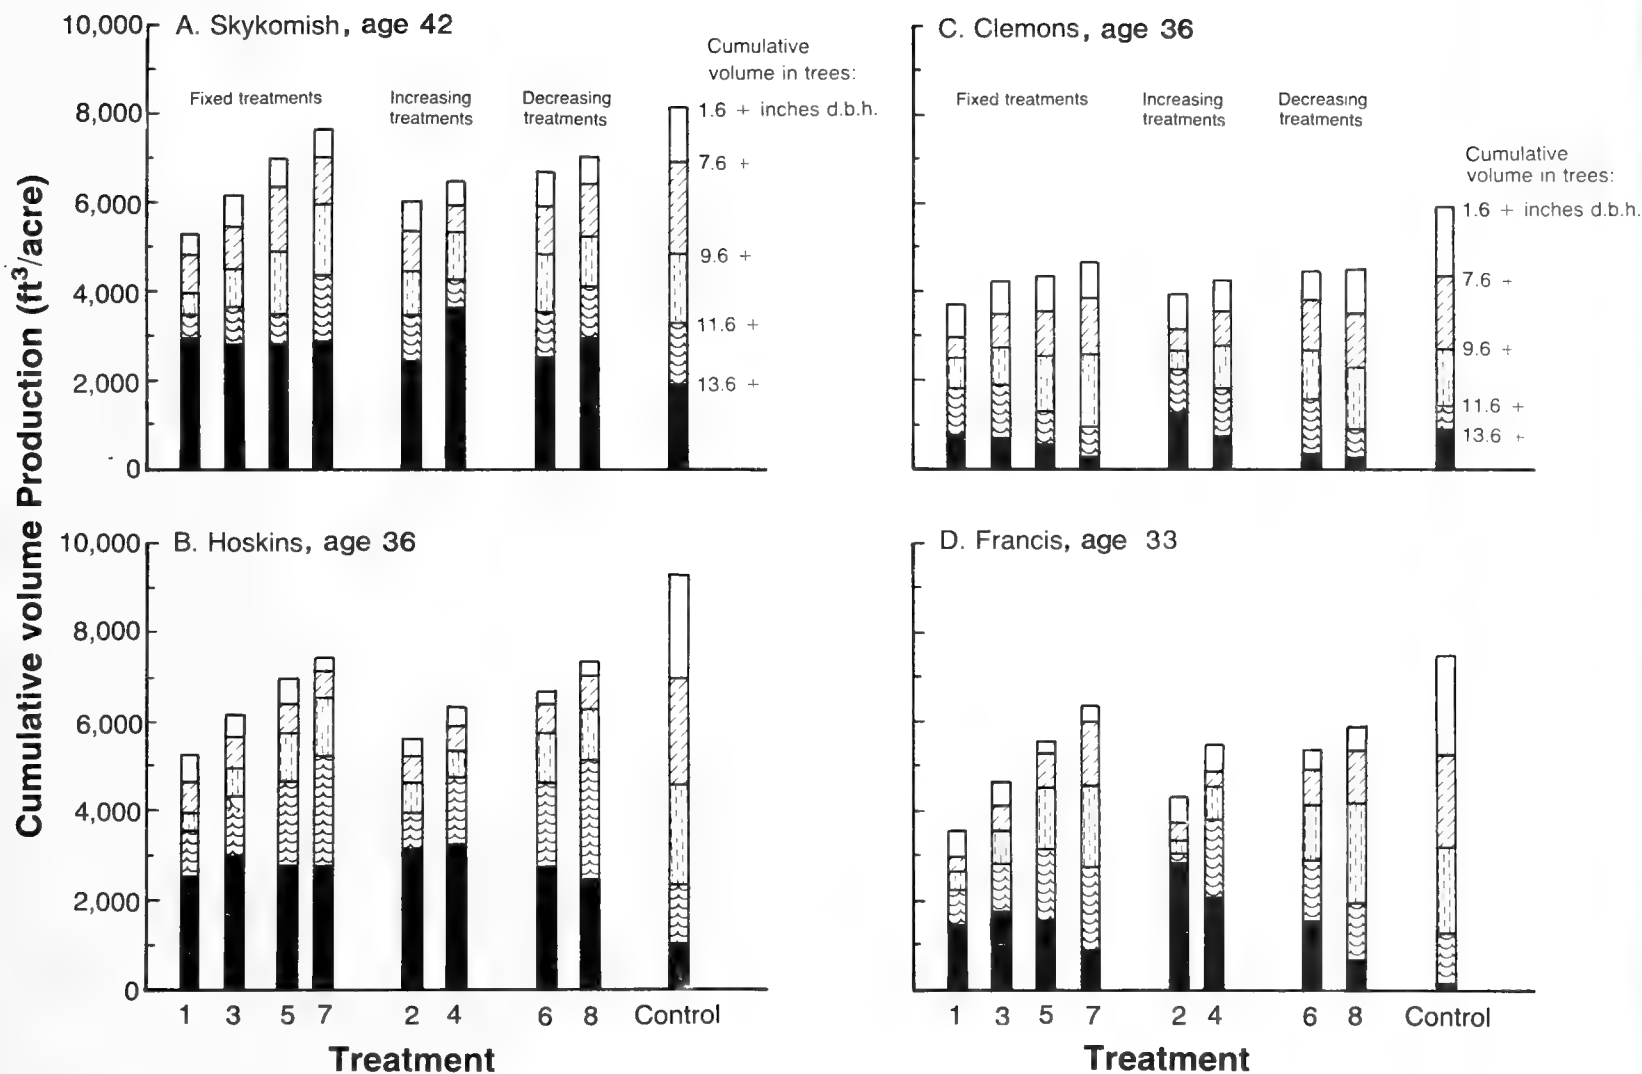 Cumulative volume Production (ft³/acre)
A. Skykomish, age 42
10,000
8,000
6,000
4,000
2,000
0
Fixed treatments
Increasing
treatments
Decreasing
treatments
Cumulative
volume in trees:
1.6 + inches d.b.h.
7.6 +
9.6 +
11.6 +
13.6 +
C. Clemons, age 36
Fixed treatments
Increasing
treatments
Decreasing
treatments
Cumulative
volume in trees:
1.6 + inches d.b.h.
7.6 +
9.6 +
11.6 +
13.6 +
B. Hoskins, age 36
10,000
8,000
6,000
4,000
2,000
0
1 3 5 7 2 4 6 8 Control
Treatment
D. Francis, age 33
1 3 5 7 2 4 6 8 Control
Treatment